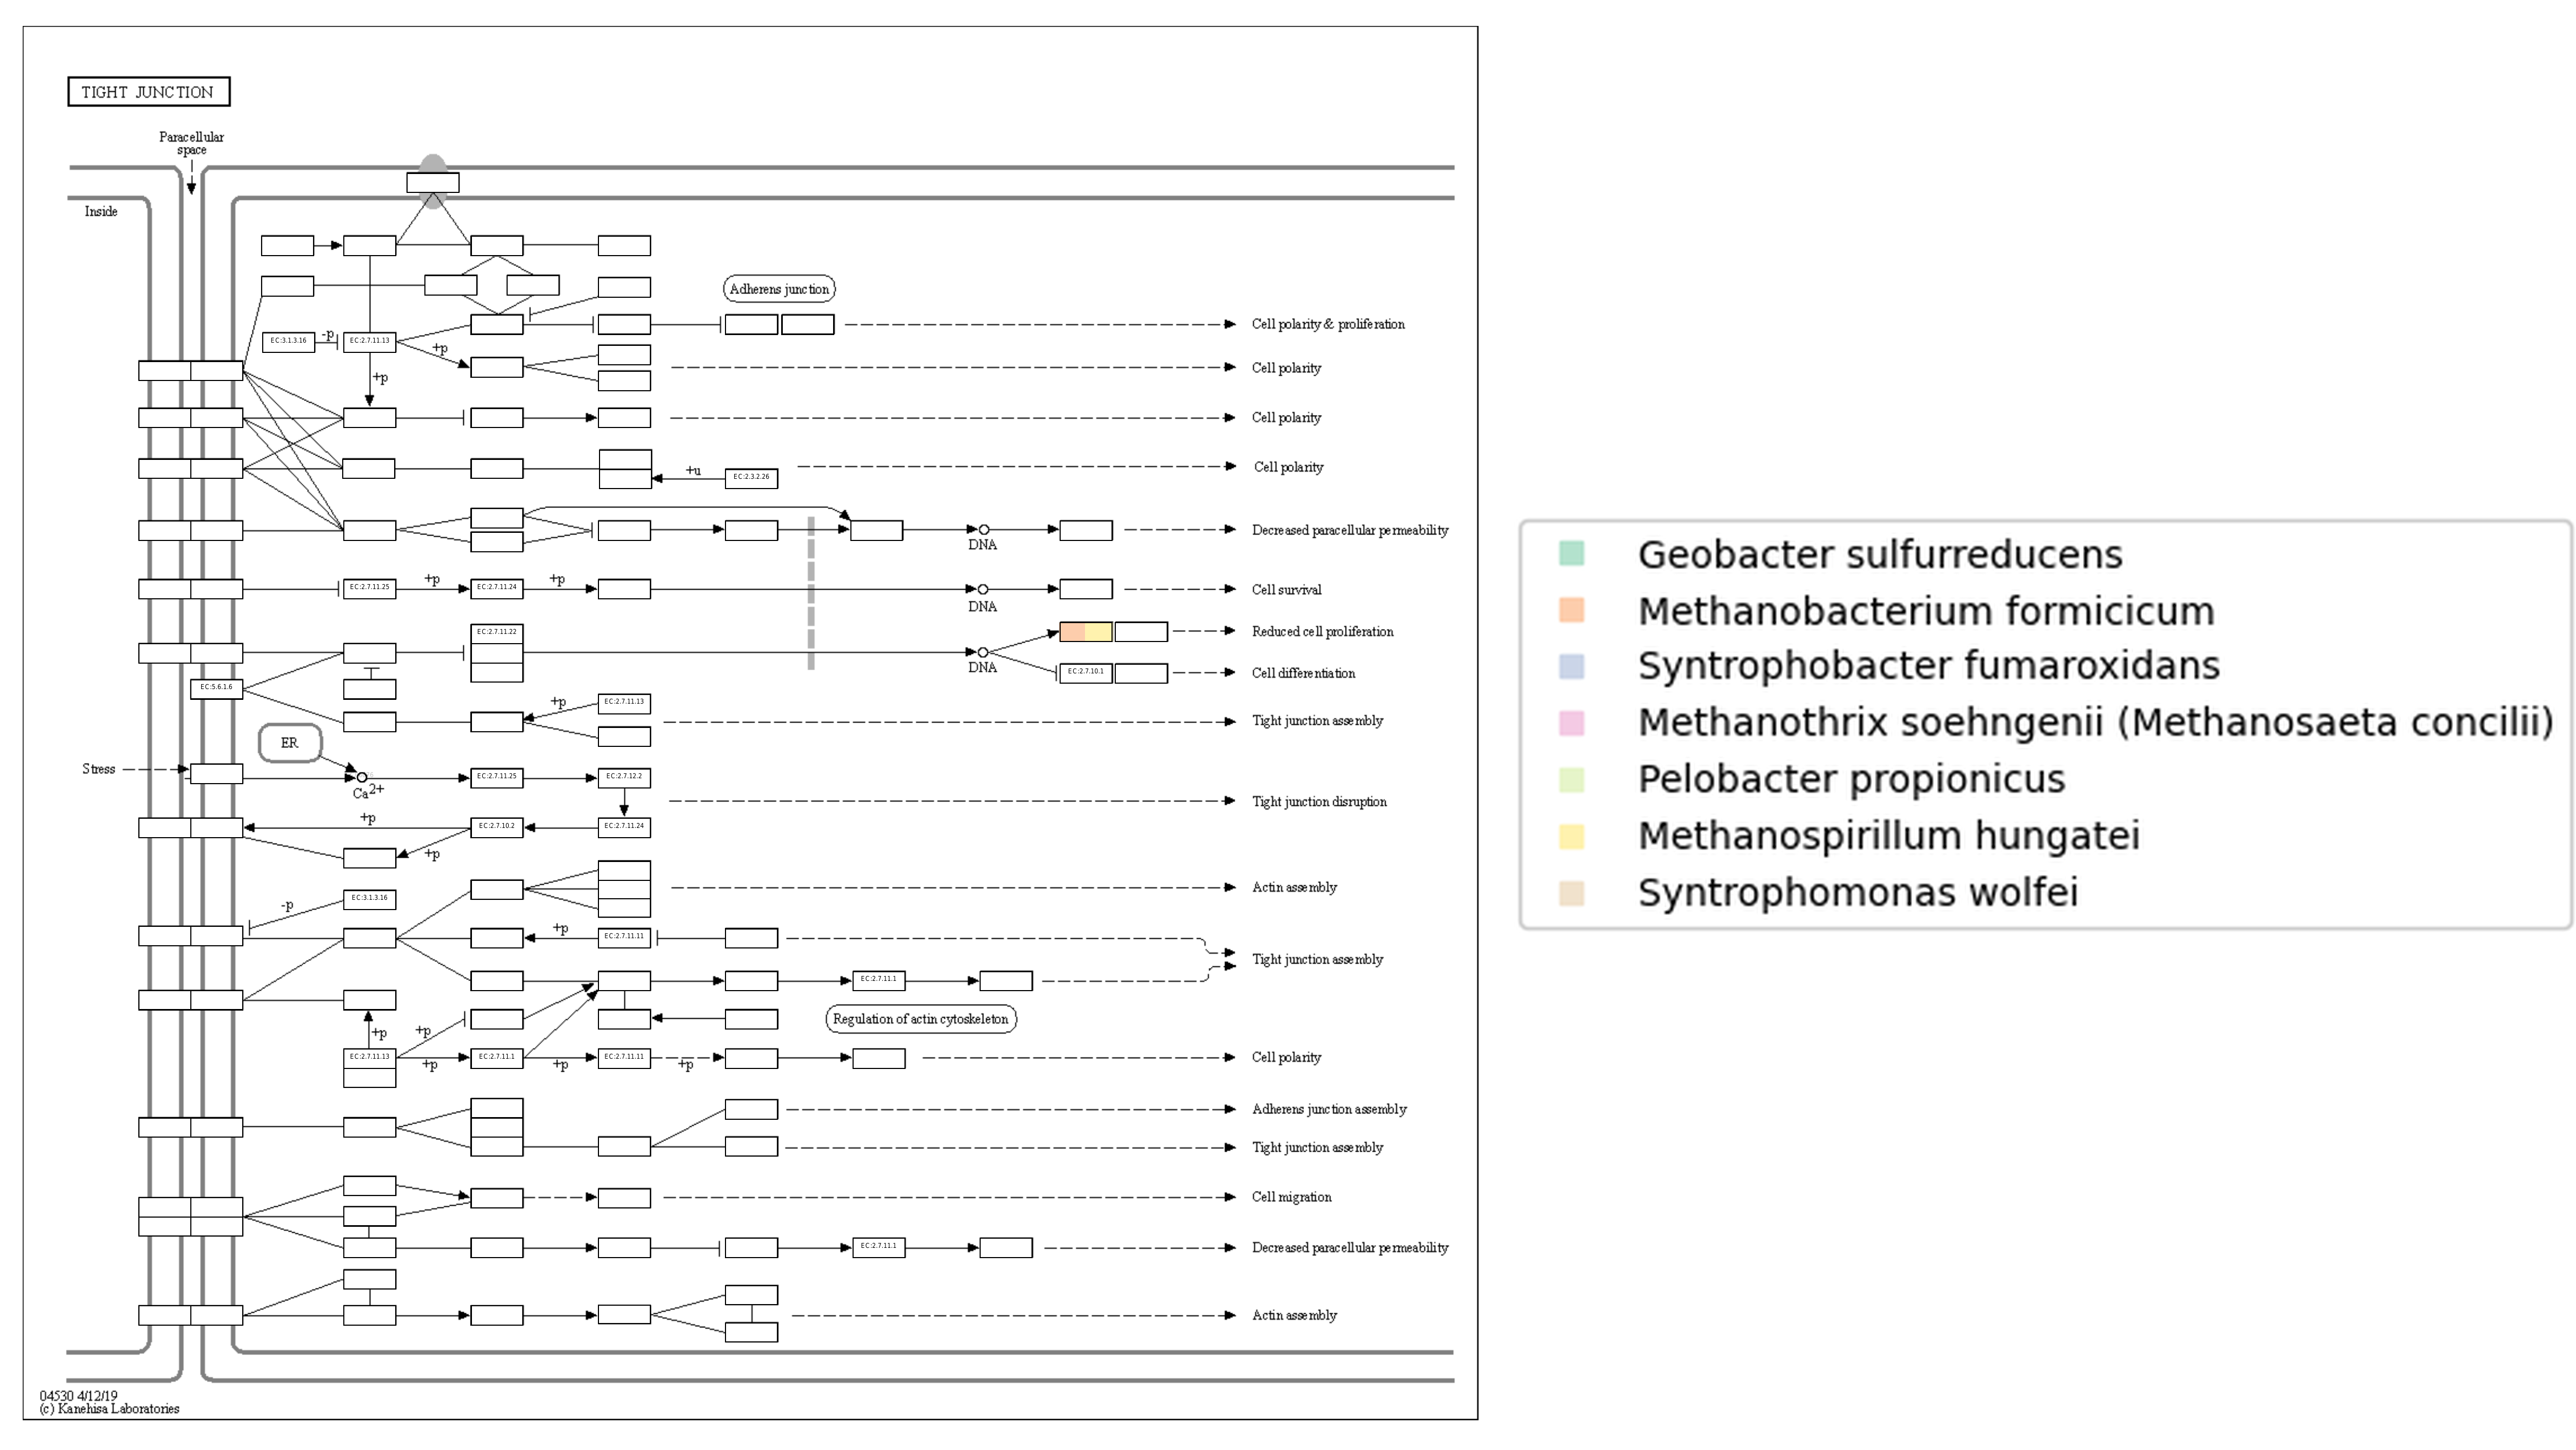 TIGHT JUNCTION
Paracellular
space
Inside
Adherens junction
Cell polarity & proliferation
EC:3.1.3.16
-p
EC:2.7.11.13
+p
Cell polarity
+p
Cell polarity
Cell polarity
+u
EC:2.3.2.26
Decreased paracellular permeability
DNA
EC:2.7.11.25
+p
EC:2.7.11.24
+p
Cell survival
DNA
EC:2.7.11.22
Reduced cell proliferation
DNA
EC:2.7.10.1
Cell differentiation
EC:5.6.1.6
+p
EC:2.7.11.13
Tight junction assembly
ER
Stress
Ca2+
EC:2.7.11.25
EC:2.7.12.2
Tight junction disruption
+p
EC:2.7.10.2
EC:2.7.11.24
+p
Actin assembly
-p
EC:3.1.3.16
+p
EC:2.7.11.11
Tight junction assembly
EC:2.7.11.1
Regulation of actin cytoskeleton
+p
+p
EC:2.7.11.13
+p
EC:2.7.11.1
+p
EC:2.7.11.11
+p
Cell polarity
Adherens junction assembly
Tight junction assembly
Cell migration
EC:2.7.11.1
Decreased paracellular permeability
Actin assembly
04530 4/12/19
(c) Kanehisa Laboratories
Geobacter sulfurreducens
Methanobacterium formicicum
Syntrophobacter fumaroxidans
Methanothrix soehngenii (Methanosaeta concilii)
Pelobacter propionicus
Methanospirillum hungatei
Syntrophomonas wolfei